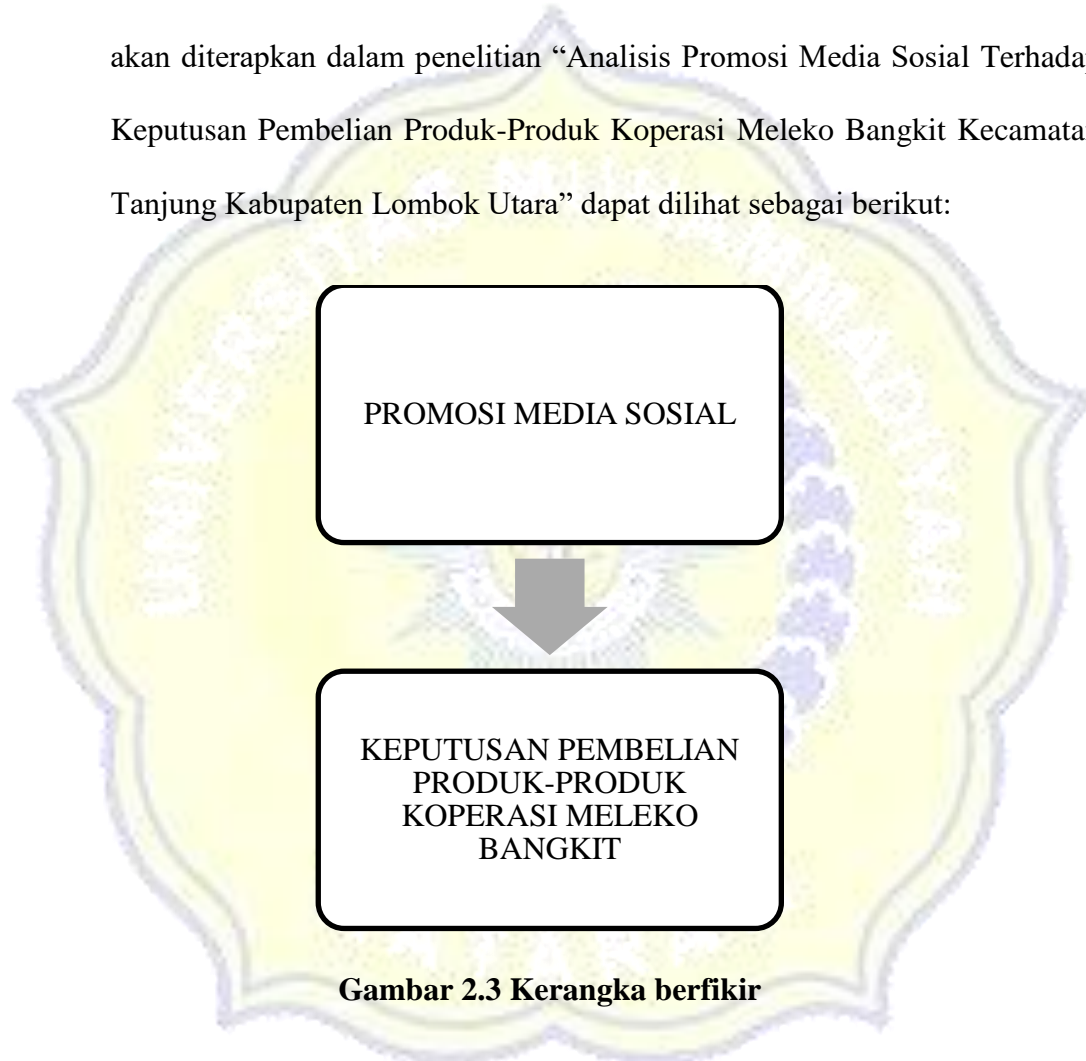 akan diterapkan dalam penelitian “Analisis Promosi Media Sosial Terhadap
Keputusan Pembelian Produk-Produk Koperasi Meleko Bangkit Kecamatan
Tanjung Kabupaten Lombok Utara” dapat dilihat sebagai berikut:
UNIVERSITAS MUHAMMADIYAH
PROMOSI MEDIA SOSIAL
KEPUTUSAN PEMBELIAN
PRODUK-PRODUK
KOPERASI MELEKO
BANGKIT
Gambar 2.3 Kerangka berfikir